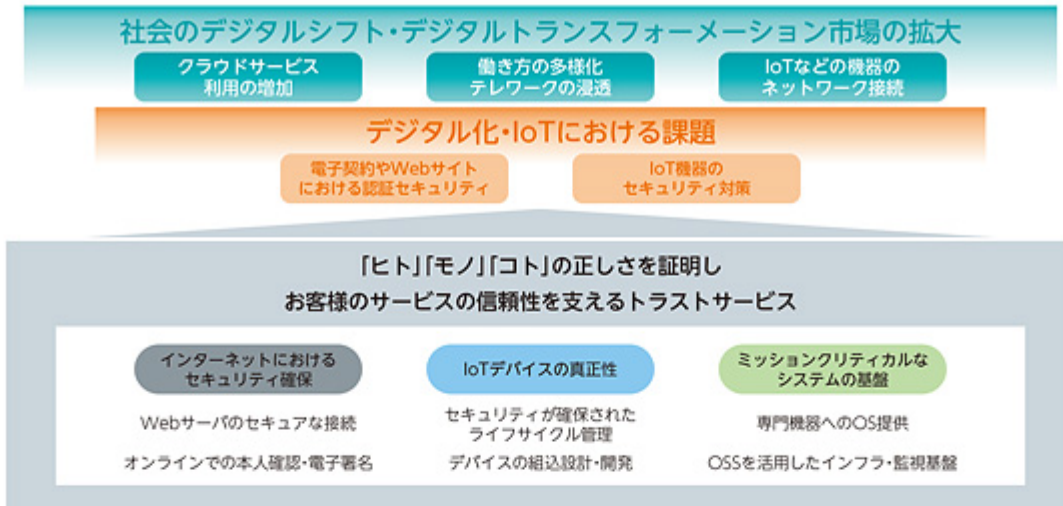 社会のデジタルシフト・デジタルトランスフォーメーション市場の拡大
クラウドサービス
利用の増加
働き方の多様化
テレワークの浸透
IoTなどの機器の
ネットワーク接続
デジタル化・IoTにおける課題
電子契約やWebサイト
における認証セキュリティ
IoT機器の
セキュリティ対策
「ヒト」「モノ」「コト」の正しさを証明し
お客様のサービスの信頼性を支えるトラストサービス
インターネットにおける
セキュリティ確保
Webサーバのセキュアな接続
オンラインでの本人確認・電子署名
IoTデバイスの真正性
セキュリティが確保された
ライフサイクル管理
デバイスの組込設計・開発
ミッションクリティカルな
システムの基盤
専門機器へのOS提供
OSSを活用したインフラ・監視基盤